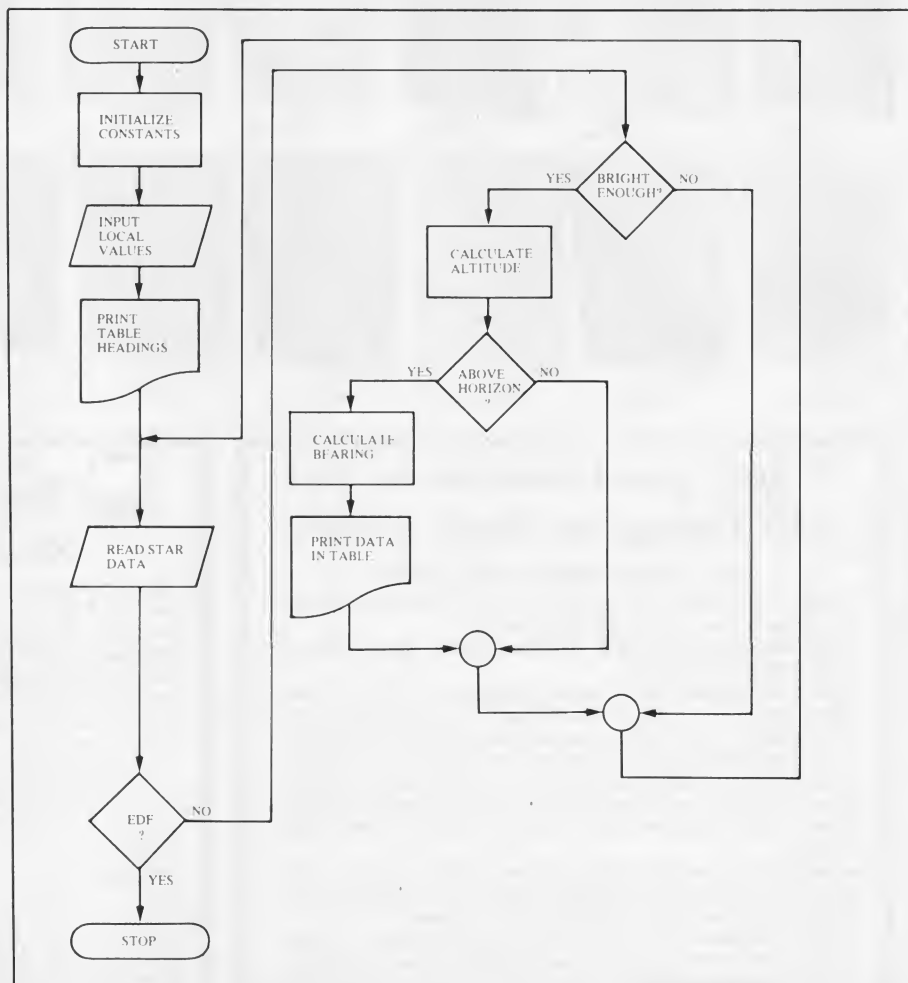 START
INITIALIZE
CONSTANTS
INPUT
LOCAL
VALUES
PRINT
TABLE
HEADINGS
READ STAR
DATA
EDF
?
NO
YES
STOP
BRIGHT
ENOUGH?
YES
NO
CALCULATE
ALTITUDE
ABOVE
HORIZON
?
YES
NO
CALCULATE
BEARING
PRINT DATA
IN TABLE